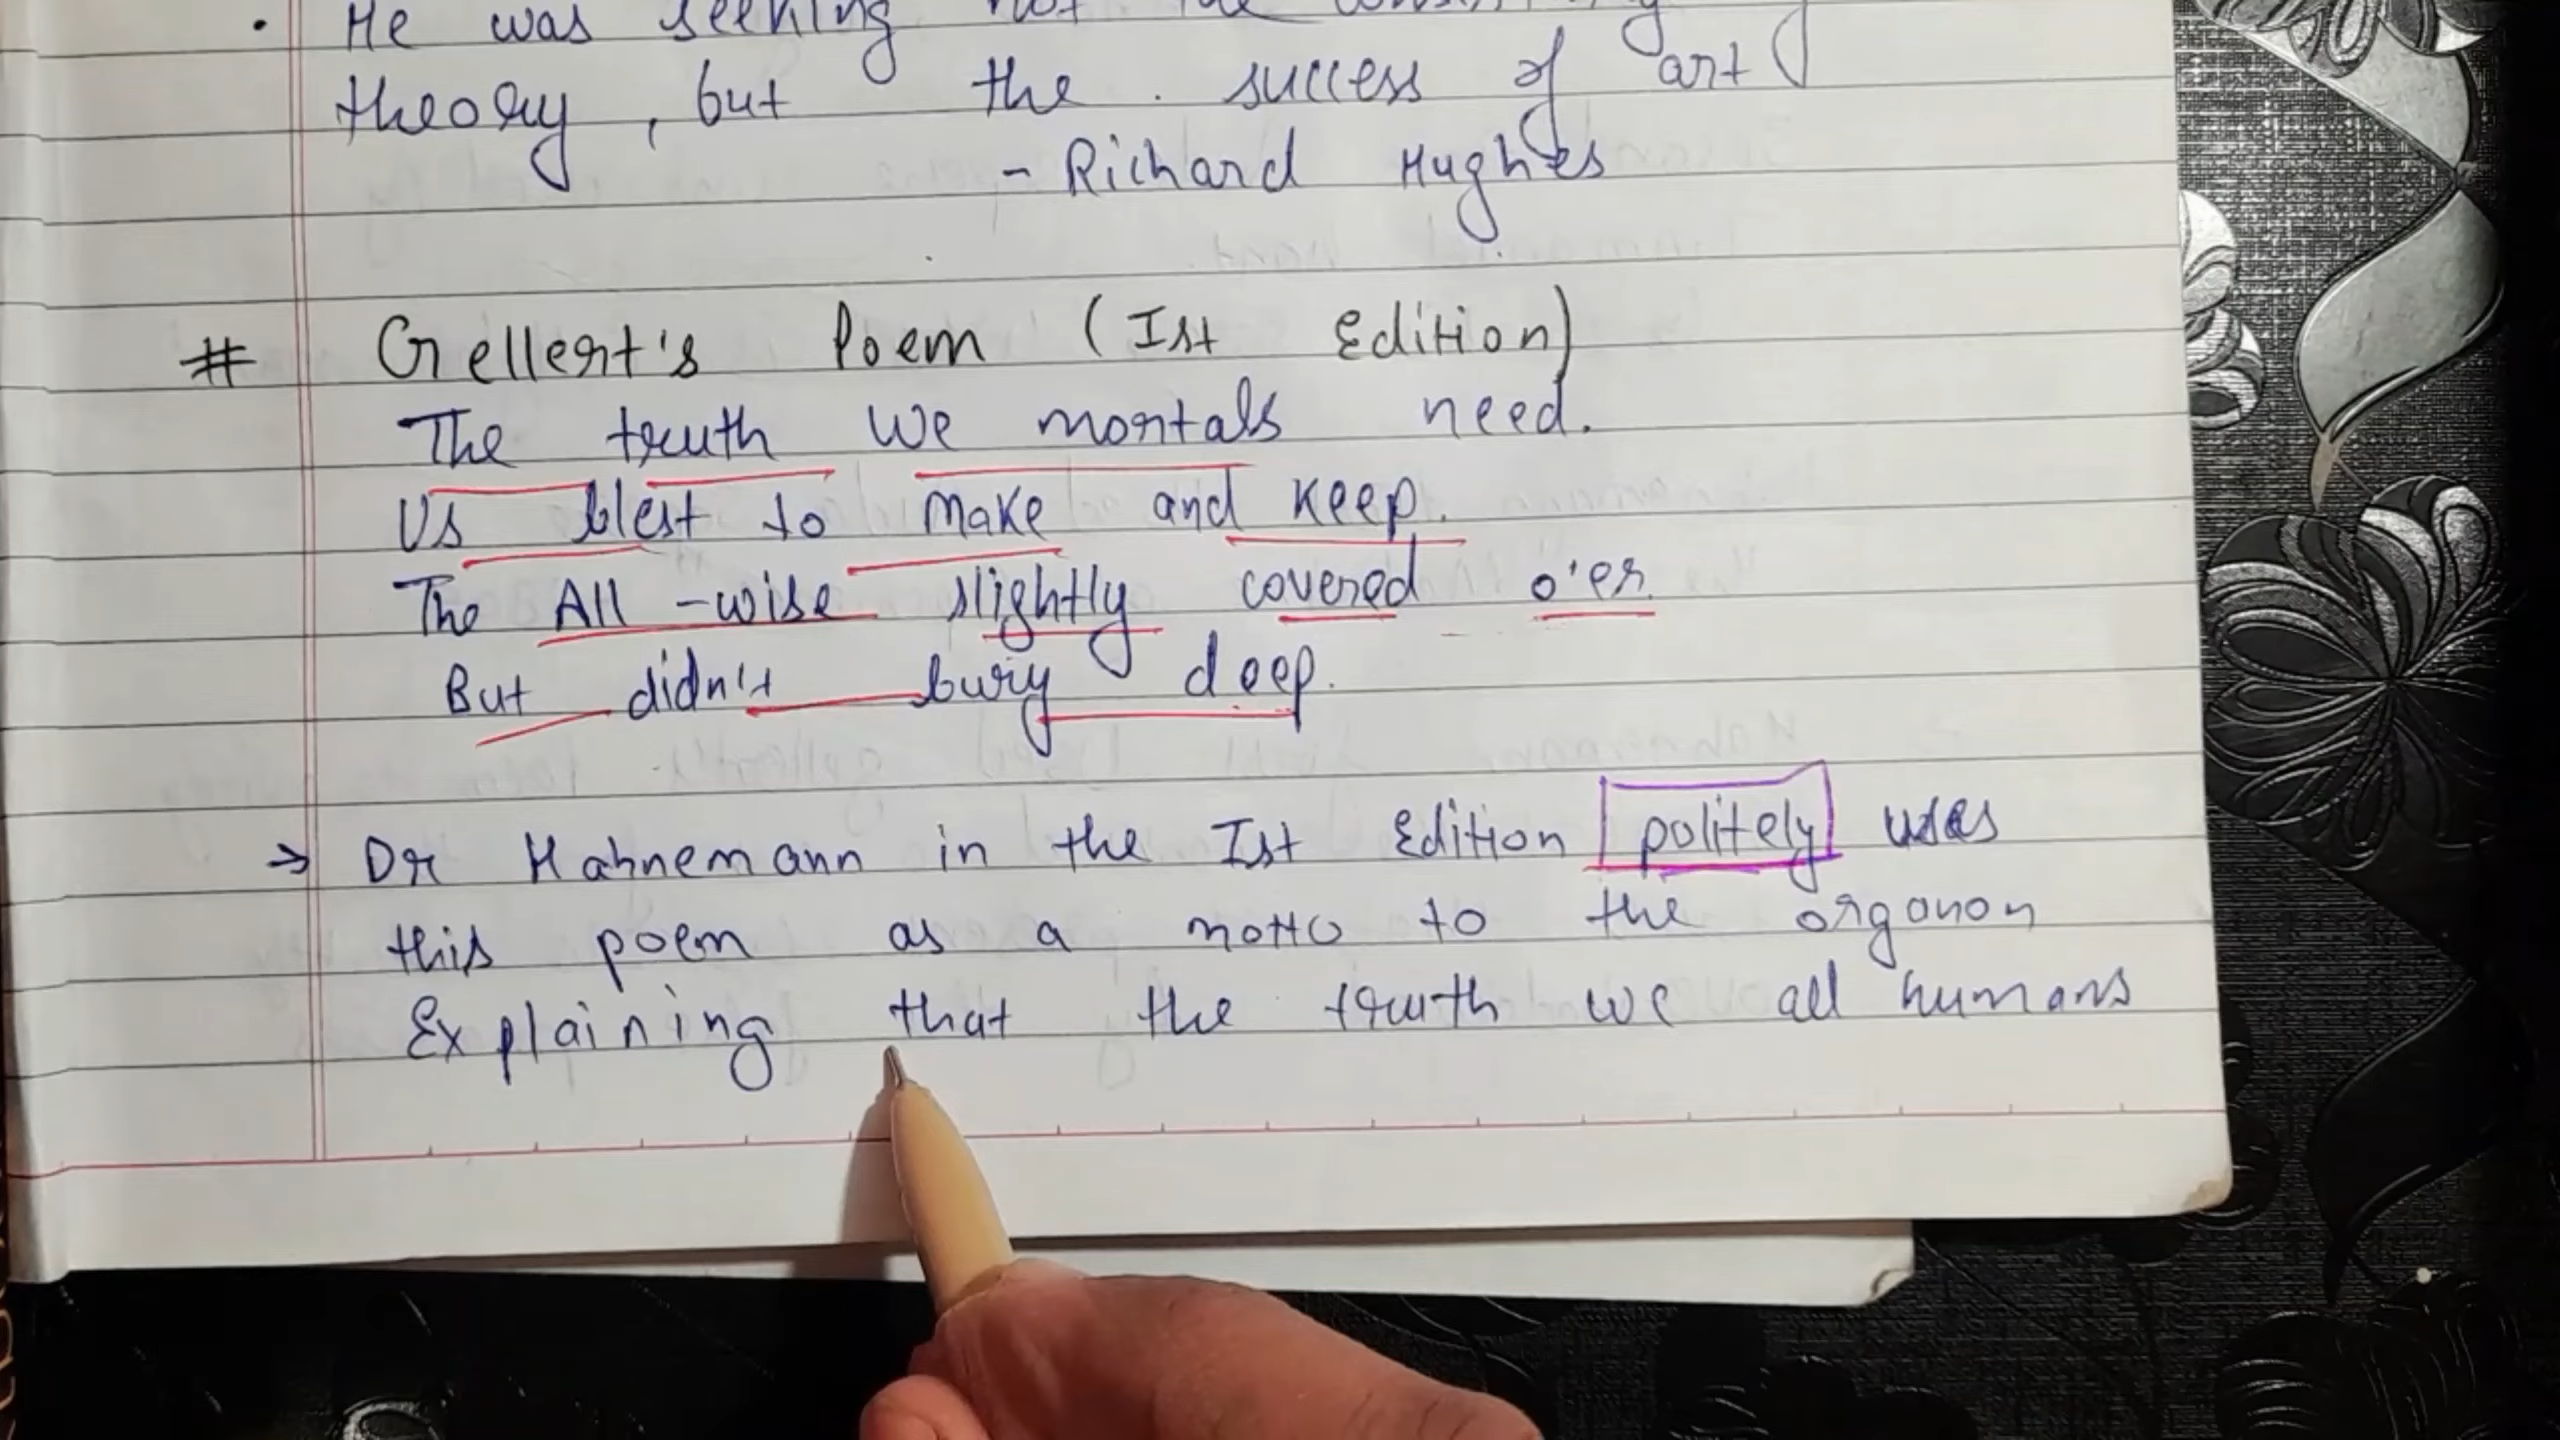 . He was seeking not the
theory, but the . success of art
- Richard Hughes
# Gellert's Poem (Ist Edition)
The truth we mortals need.
Us blest to make and keep.
The All-wise slightly covered o'er.
But didn't bury deep.
→ Dr Hahnemann in the Ist Edition politely uses
this poem as a motto to the organon
Explaining that the truth we all humans